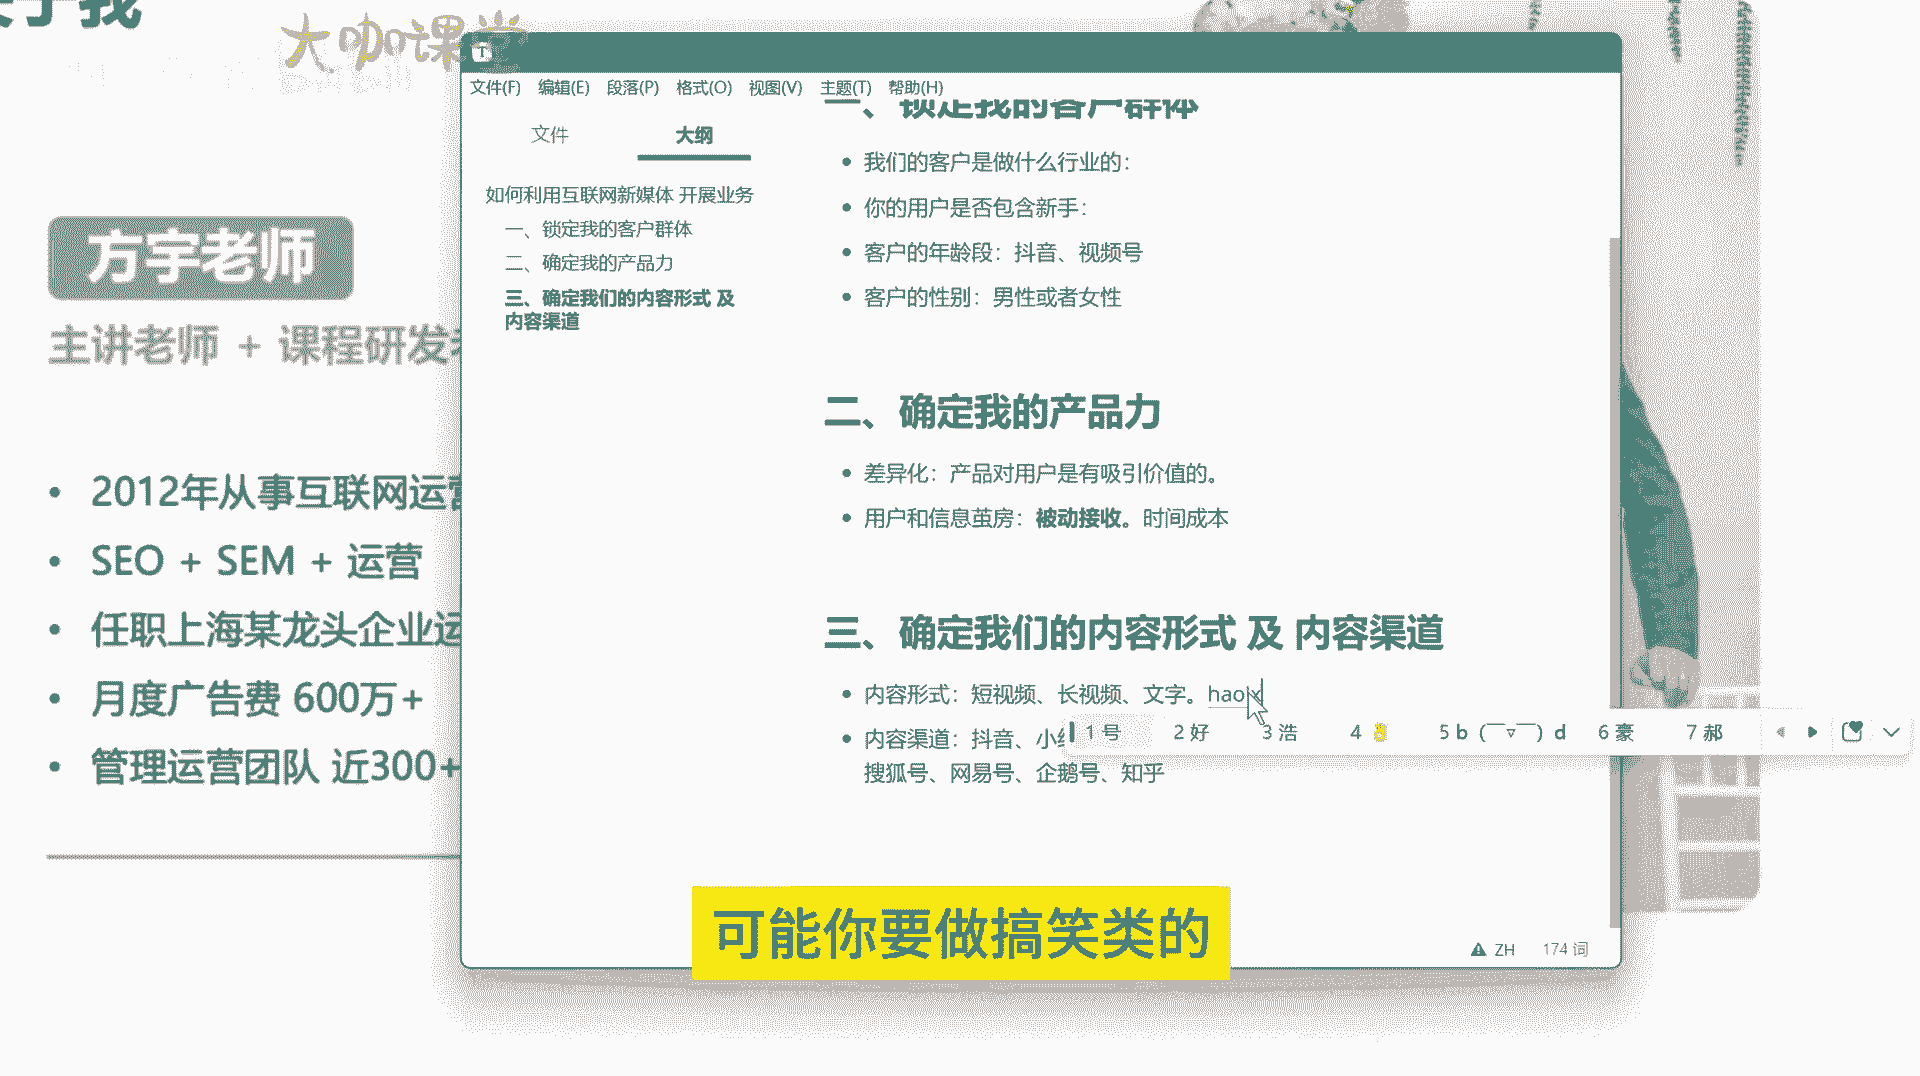 于我
大咖课堂
bilibili
T
文件(F) 编辑(E) 段落(P) 格式(O) 视图(V) 主题(T) 帮助(H)
文件 大纲
如何利用互联网新媒体 开展业务
一、锁定我的客户群体
二、确定我的产品力
三、确定我们的内容形式 及
内容渠道
一、锁定我的客户群体
我们的客户是做什么行业的：
你的用户是否包含新手：
客户的年龄段：抖音、视频号
客户的性别：男性或者女性
二、确定我的产品力
差异化：产品对用户是有吸引价值的。
用户和信息茧房：被动接收。时间成本
三、确定我们的内容形式 及 内容渠道
内容形式：短视频、长视频、文字。hao
内容渠道：抖音、小
搜狐号、网易号、企鹅号、知乎
1 号 2 好 3 浩 4 👌 5 b (￣▽￣) d 6 豪 7 郝
ZH 174 词
方宇老师
主讲老师 + 课程研发
2012年从事互联网运营
SEO + SEM + 运营
任职上海某龙头企业运
月度广告费 600万+
管理运营团队 近300+
可能你要做搞笑类的